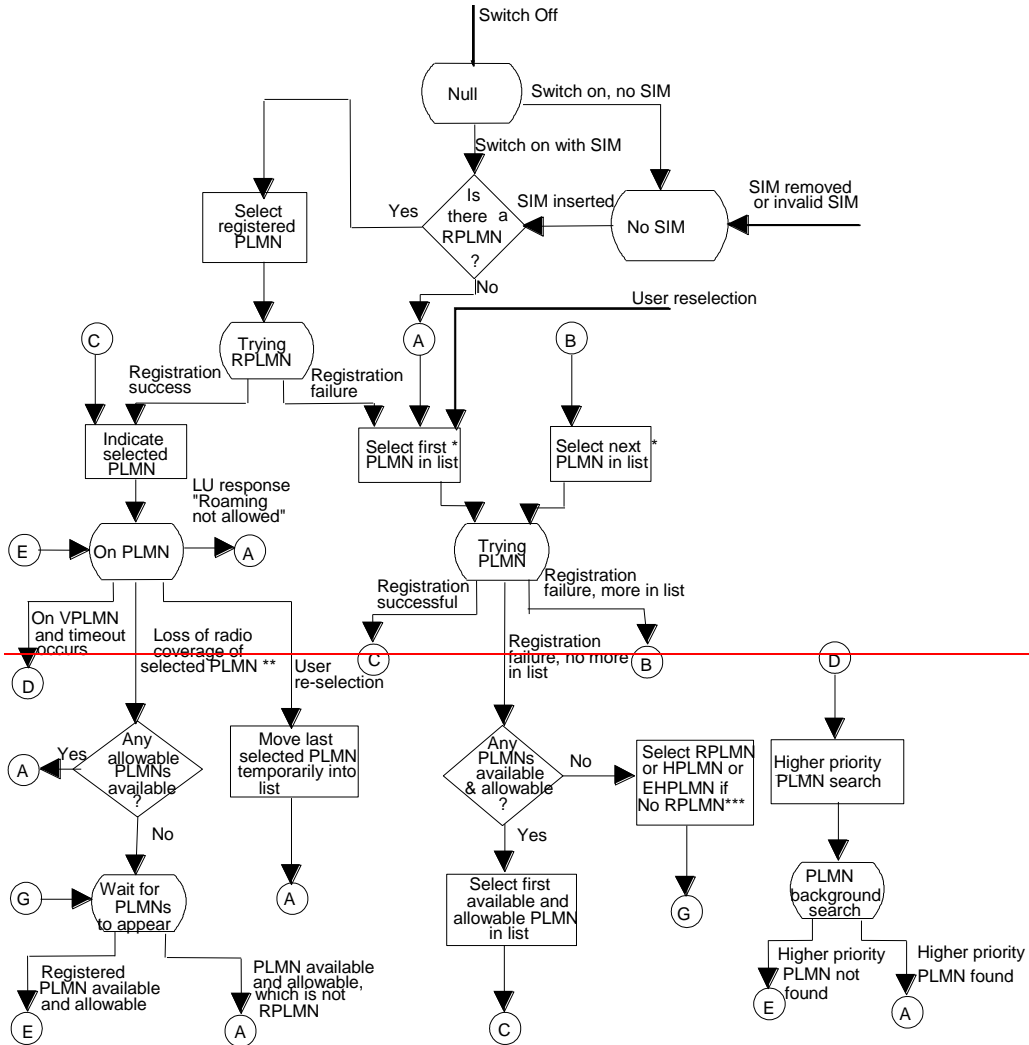 Switch Off
Null
Switch on, no SIM
Switch on with SIM
Select
registered
PLMN
Yes
Is
there a
RPLMN
?
SIM inserted
No SIM
SIM removed
or invalid SIM
No
User reselection
C
Trying
RPLMN
A
B
Registration
success
Registration
failure
Indicate
selected
PLMN
Select first *
PLMN in list
Select next *
PLMN in list
LU response
"Roaming
not allowed"
E
On PLMN
A
Trying
PLMN
Registration
successful
Registration
failure, more in list
On VPLMN
and timeout
occurs
Loss of radio
coverage of
selected PLMN **
User
re-selection
C
Registration
failure, no more
in list
B
D
D
A
Yes
Any
allowable
PLMNs
available
?
Move last
selected PLMN
temporarily into
list
Any
PLMNs
available
& allowable
?
No
Select RPLMN
or HPLMN or
EHPLMN if
No RPLMN***
Higher priority
PLMN search
No
Yes
G
Wait for
PLMNs
to appear
A
Select first
available and
allowable PLMN
in list
G
PLMN
background
search
Registered
PLMN available
and allowable
PLMN available
and allowable,
which is not
RPLMN
Higher priority
PLMN not
found
Higher priority
PLMN found
E
A
C
E
A